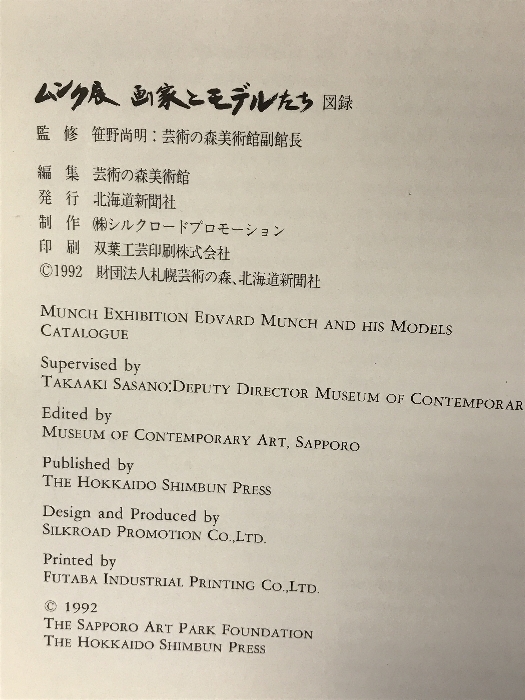 ムンク展 画家とモデルたち 図録
監 修 笹野尚明：芸術の森美術館副館長
編 集 芸術の森美術館
発 行 北海道新聞社
制 作 ㈱シルクロードプロモーション
印 刷 双葉工芸印刷株式会社
©1992 財団法人札幌芸術の森、北海道新聞社
MUNCH EXHIBITION EDVARD MUNCH AND HIS MODELS
CATALOGUE
Supervised by
TAKAAKI SASANO:DEPUTY DIRECTOR MUSEUM OF CONTEMPORAR
Edited by
MUSEUM OF CONTEMPORARY ART, SAPPORO
Published by
THE HOKKAIDO SHIMBUN PRESS
Design and Produced by
SILKROAD PROMOTION CO.,LTD.
Printed by
FUTABA INDUSTRIAL PRINTING CO.,LTD.
© 1992
THE SAPPORO ART PARK FOUNDATION
THE HOKKAIDO SHIMBUN PRESS